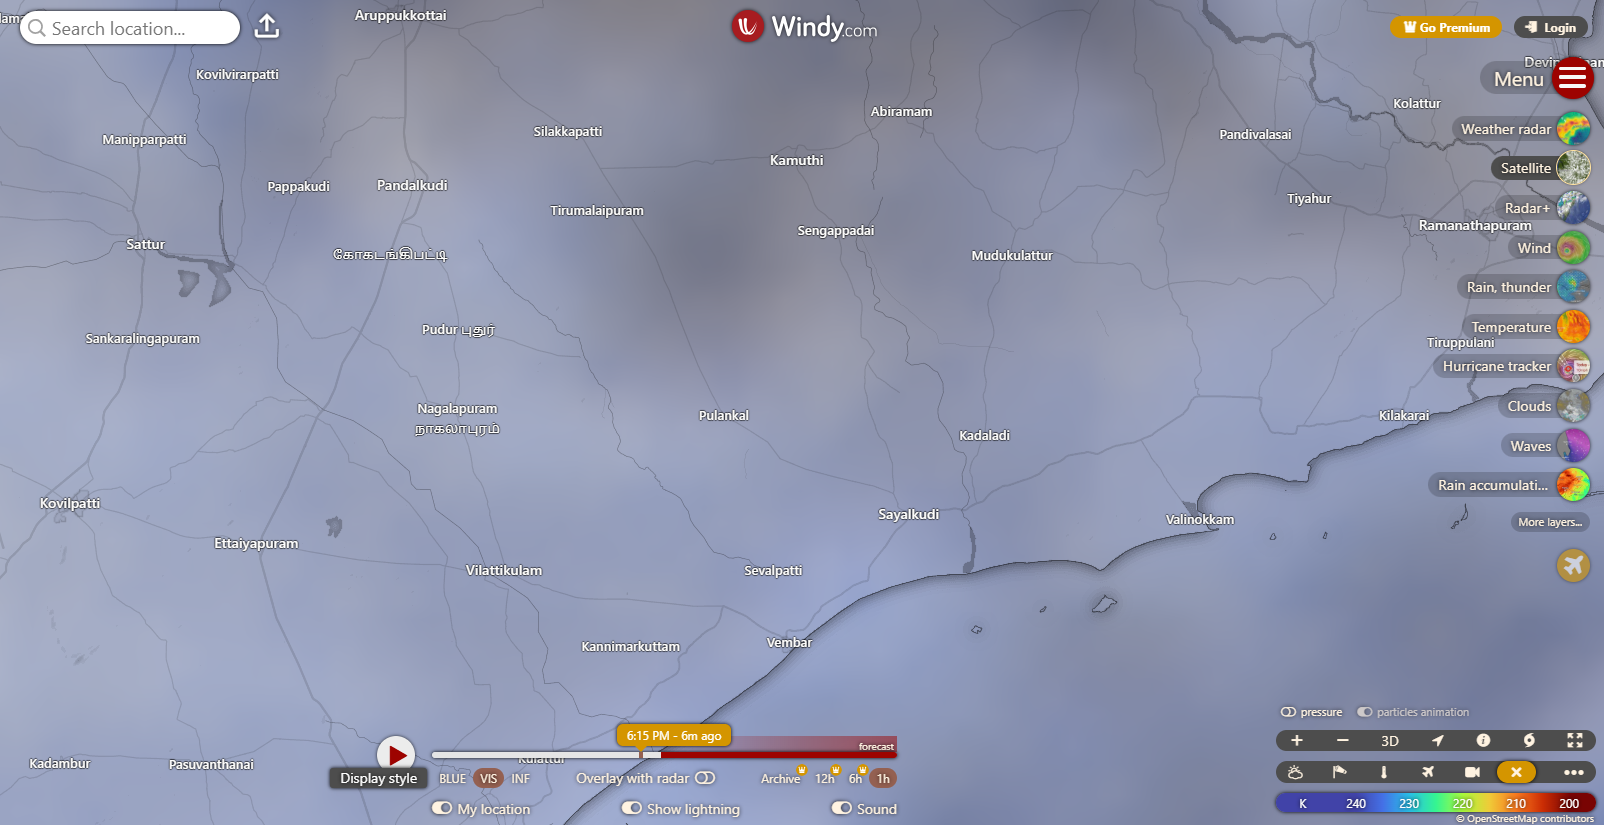 Aruppukkottai
Search location...
Windy.com
Go Premium
Login
Kovilvirarpatti
Menu
Kolattur
Abiramam
Weather radar
Manipparpatti
Silakkapatti
Pandivalasai
Kamuthi
Satellite
Pappakudi
Pandalkudi
Tiyahur
Radar+
Tirumalaipuram
Ramanathapuram
Sengappadai
Sattur
Wind
கோகடங்கிபட்டி
Mudukulattur
Rain, thunder
Pudur புதுர்
Temperature
Sankaralingapuram
Tiruppulani
Hurricane tracker
Nagalapuram
நாகலாபுரம்
Clouds
Pulankal
Kilakarai
Kadaladi
Waves
Rain accumulati...
Kovilpatti
Sayalkudi
Valinokkam
More layers...
Ettaiyapuram
Vilattikulam
Sevalpatti
Kannimarkuttam
Vembar
pressure
particles animation
6:15 PM - 6m ago
forecast
3D
Kadambur
Pasuvanthanai
Kulattur
Display style
BLUE VIS INF
Overlay with radar
Archive 12h 6h 1h
My location
Show lightning
Sound
K 240 230 220 210 200
© OpenStreetMap contributors